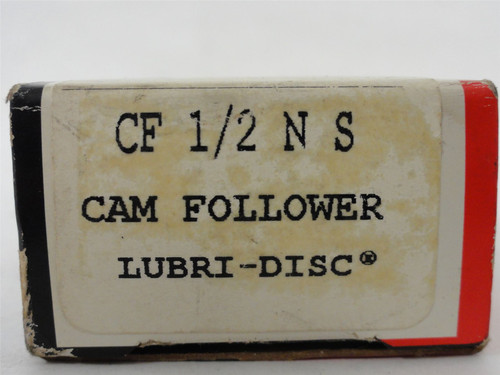 CF 1/2 N S
CAM FOLLOWER
LUBRI-DISC®